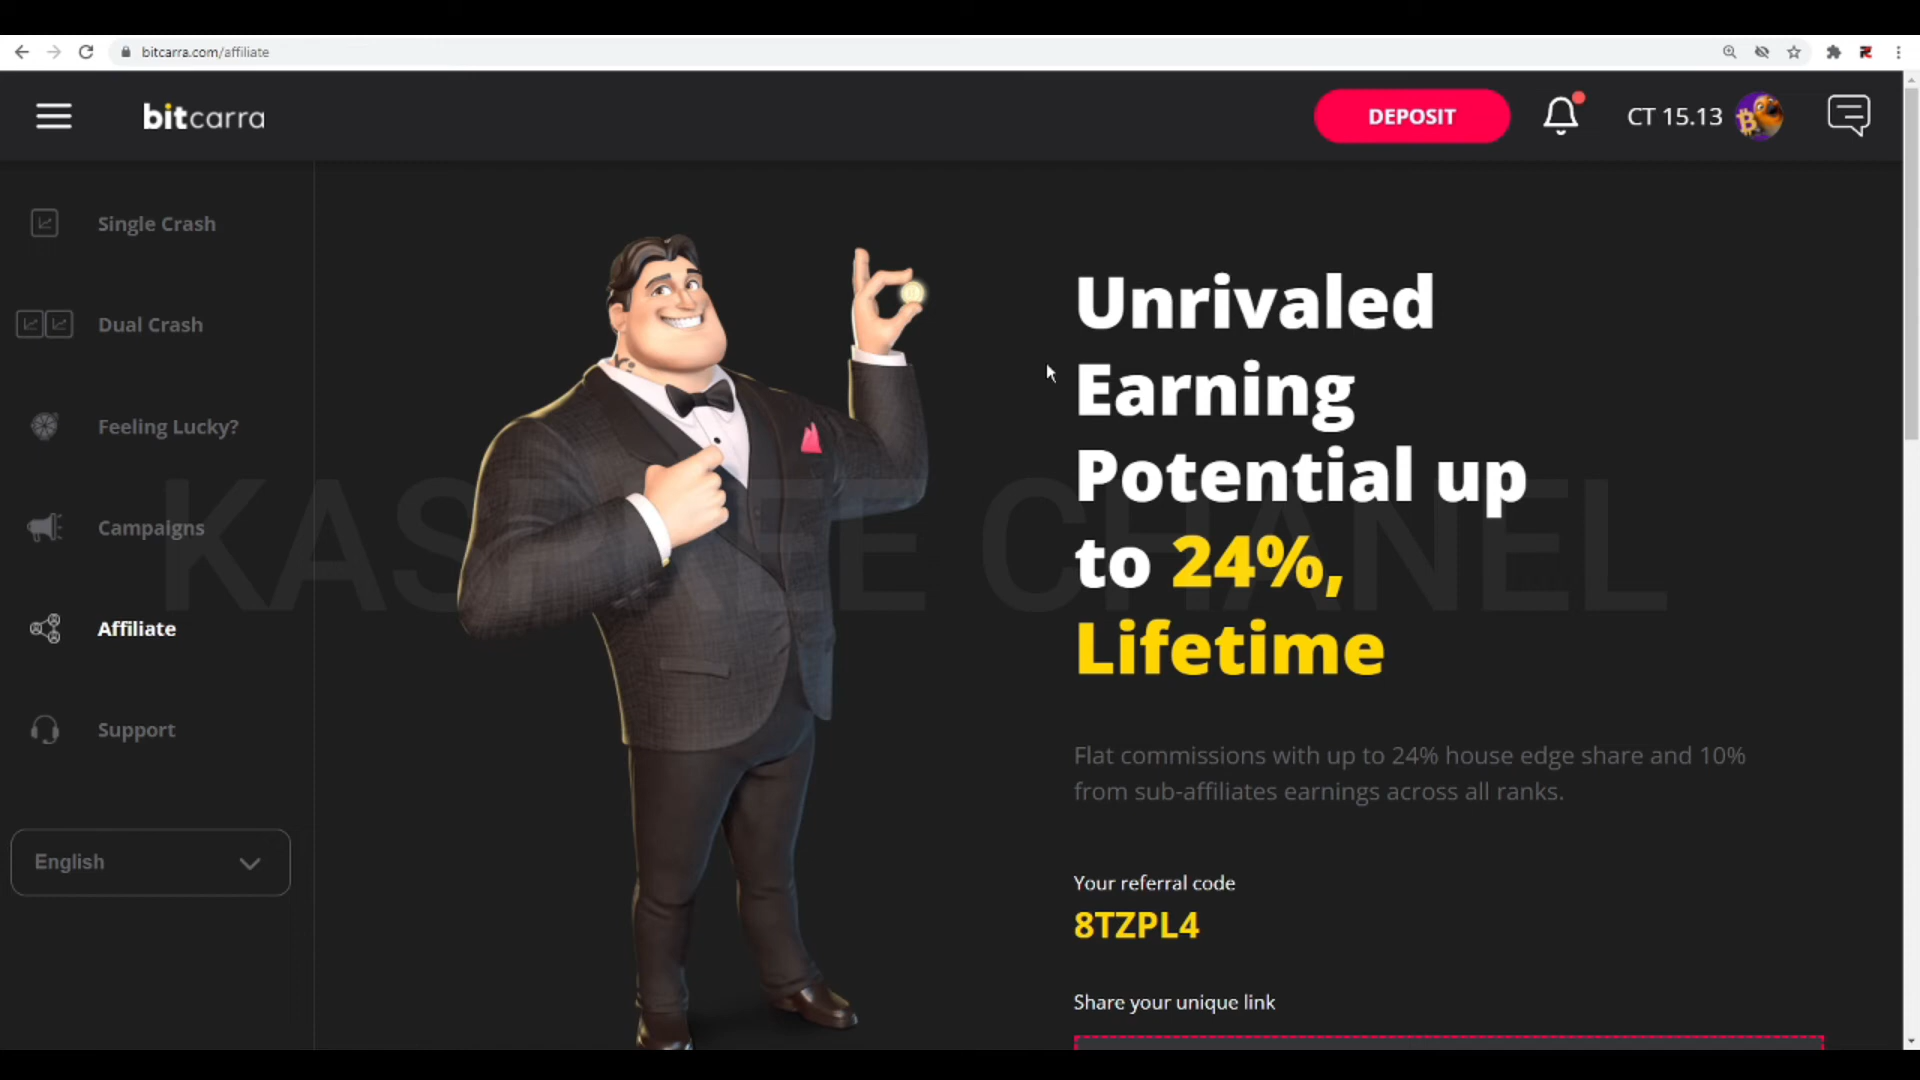 bitcarra.com/affiliate
bitcarra
DEPOSIT
CT 15.13
Single Crash
Dual Crash
Feeling Lucky?
Campaigns
Affiliate
Support
English
Unrivaled
Earning
Potential up
to 24%,
Lifetime
Flat commissions with up to 24% house edge share and 10%
from sub-affiliates earnings across all ranks.
Your referral code
8TZPL4
Share your unique link
KASPREE CHANEL